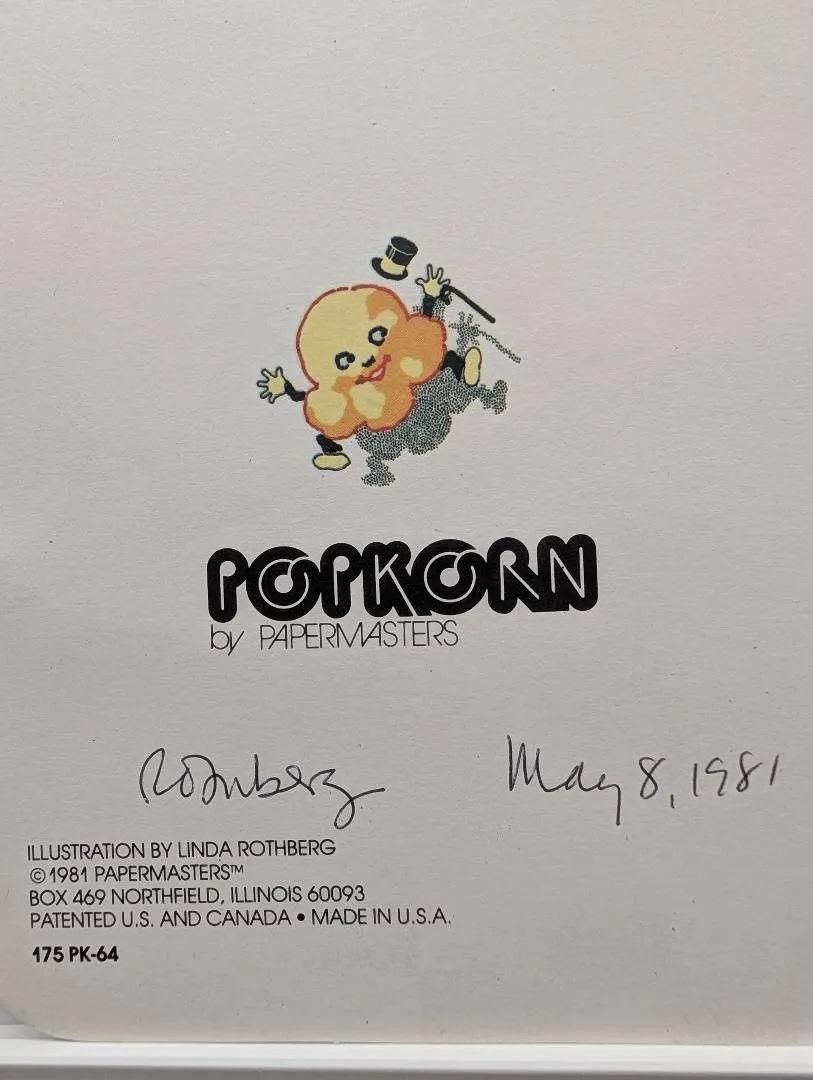 POPKORN
by PAPERMASTERS
Rothberg May 8, 1981
ILLUSTRATION BY LINDA ROTHBERG
©1981 PAPERMASTERS™
BOX 469 NORTHFIELD, ILLINOIS 60093
PATENTED U.S. AND CANADA • MADE IN U.S.A.
175 PK-64